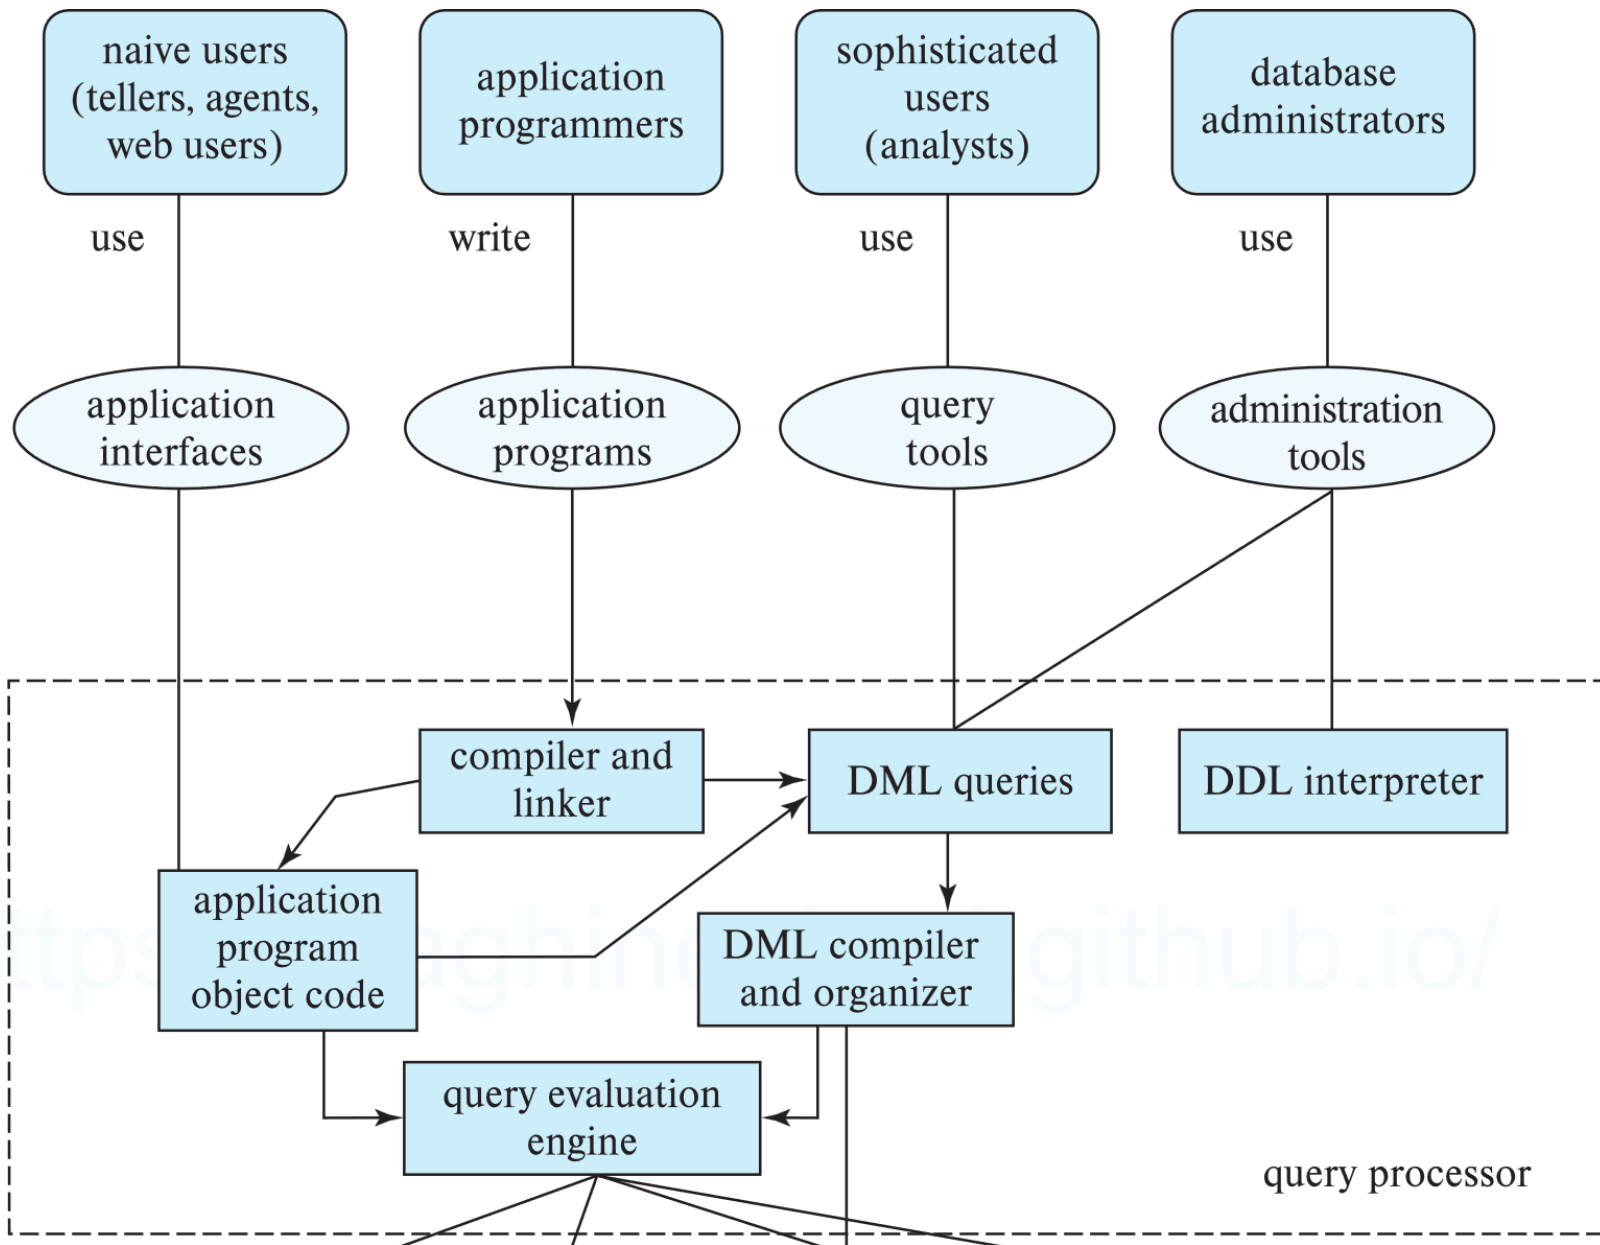 naive users
(tellers, agents,
web users)
application
programmers
sophisticated
users
(analysts)
database
administrators
use
write
use
use
application
interfaces
application
programs
query
tools
administration
tools
compiler and
linker
DML queries
DDL interpreter
application
program
object code
DML compiler
and organizer
github.io/
query evaluation
engine
query processor